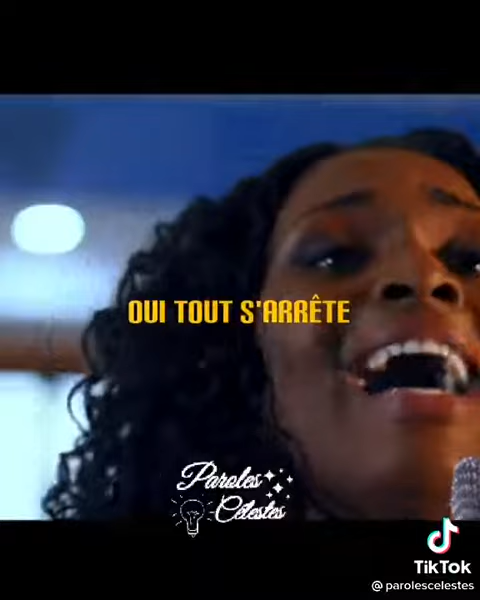 OUI TOUT S'ARRÊTE
Paroles
Célestes
TikTok
@parolescelestes